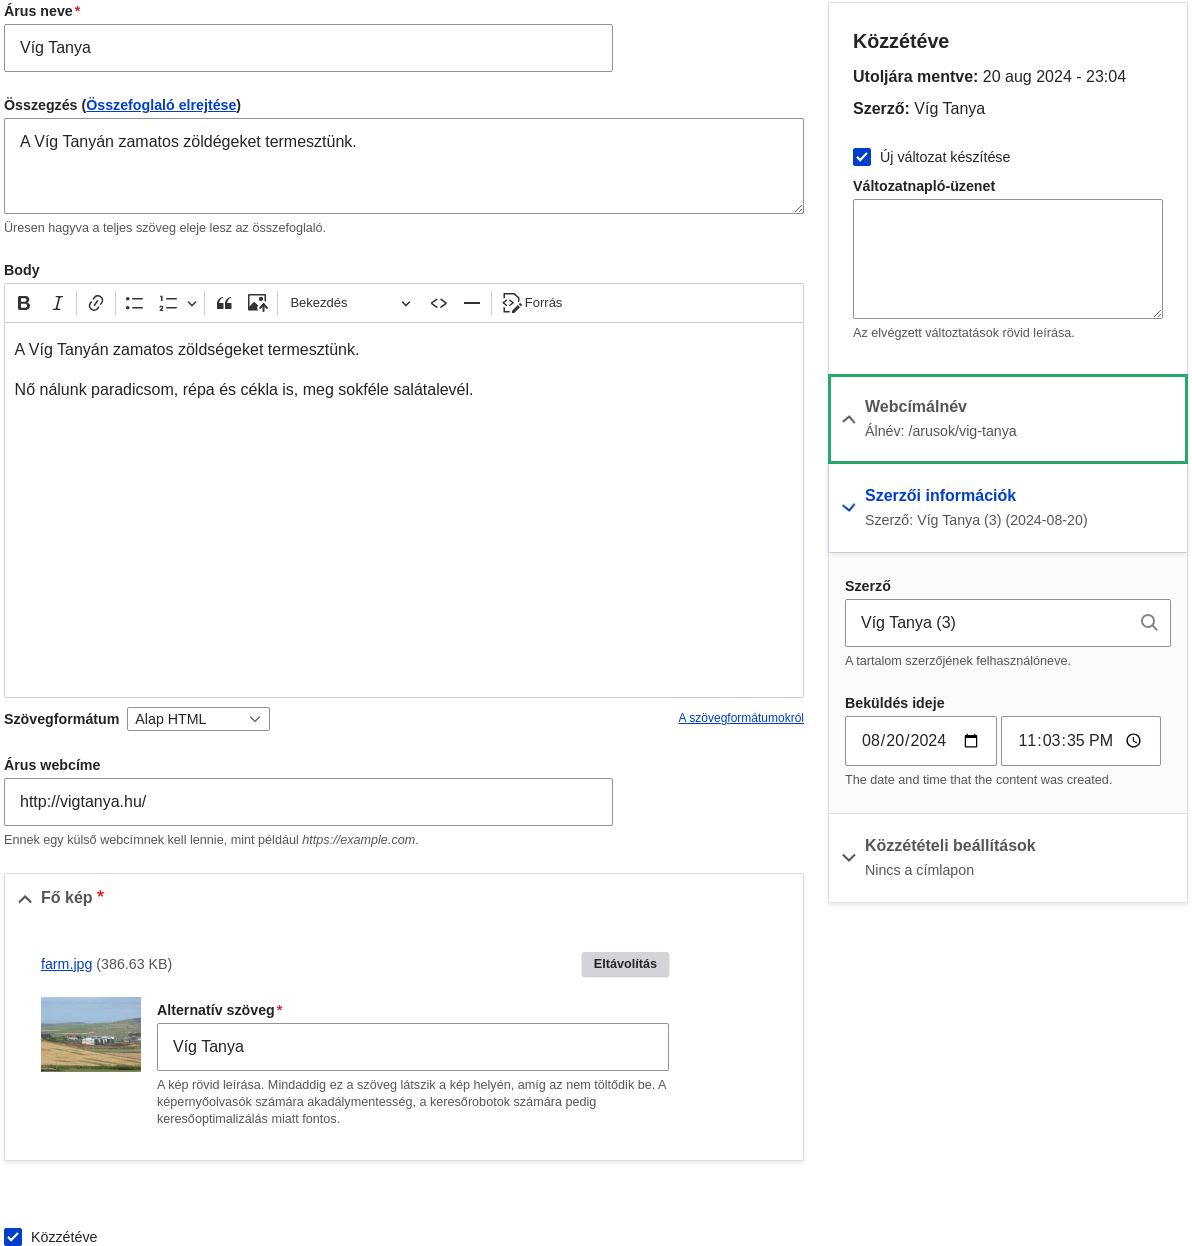 Árus neve*
Víg Tanya
Összegzés (Összefoglaló elrejtése)
A Víg Tanyán zamatos zöldégeket termesztünk.
Üresen hagyva a teljes szöveg eleje lesz az összefoglaló.
Body
Bekezdés
Forrás
A Víg Tanyán zamatos zöldségeket termesztünk.
Nő nálunk paradicsom, répa és cékla is, meg sokféle salátalevél.
Szövegformátum
Alap HTML
A szövegformátumokról
Árus webcíme
http://vigtanya.hu/
Ennek egy külső webcímnek kell lennie, mint például https://example.com.
Fő kép *
farm.jpg (386.63 KB)
Eltávolítás
Alternatív szöveg*
Víg Tanya
A kép rövid leírása. Mindaddig ez a szöveg látszik a kép helyén, amíg az nem töltődik be. A
képernyőolvasók számára akadálymentesség, a keresőrobotok számára pedig
keresőoptimalizálás miatt fontos.
Közzétéve
Közzétéve
Utoljára mentve: 20 aug 2024 - 23:04
Szerző: Víg Tanya
Új változat készítése
Változatnapló-üzenet
Az elvégzett változtatások rövid leírása.
Webcímálnév
Álnév: /arusok/vig-tanya
Szerzői információk
Szerző: Víg Tanya (3) (2024-08-20)
Szerző
Víg Tanya (3)
A tartalom szerzőjének felhasználóneve.
Beküldés ideje
08/20/2024
11:03:35 PM
The date and time that the content was created.
Közzétételi beállítások
Nincs a címlapon